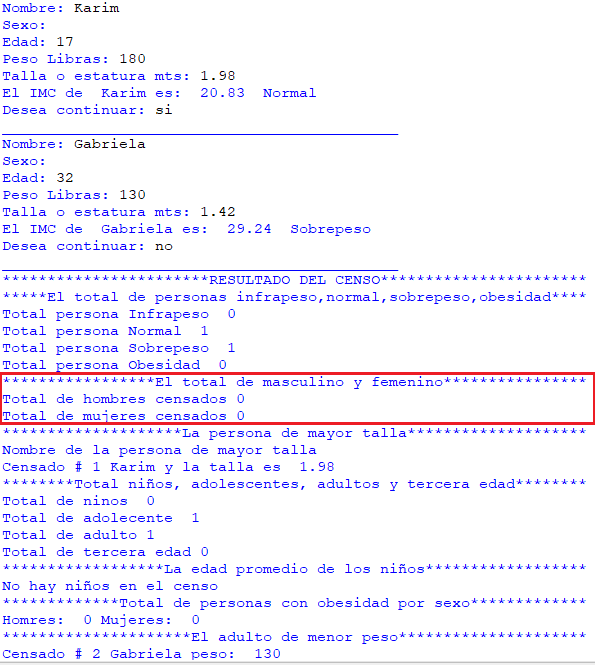 Nombre: Karim
Sexo:
Edad: 17
Peso Libras: 180
Talla o estatura mts: 1.98
El IMC de  Karim es:  20.83  Normal
Desea continuar: si
____________________________________________
Nombre: Gabriela
Sexo:
Edad: 32
Peso Libras: 130
Talla o estatura mts: 1.42
El IMC de  Gabriela es:  29.24  Sobrepeso
Desea continuar: no
____________________________________________
***********************RESULTADO DEL CENSO***********************
*****El total de personas infrapeso,normal,sobrepeso,obesidad****
Total persona Infrapeso  0
Total persona Normal  1
Total persona Sobrepeso  1
Total persona Obesidad  0
*****************El total de masculino y femenino****************
Total de hombres censados 0
Total de mujeres censados 0
********************La persona de mayor talla********************
Nombre de la persona de mayor talla
Censado # 1 Karim y la talla es  1.98
********Total niños, adolescentes, adultos y tercera edad********
Total de ninos  0
Total de adolecente  1
Total de adulto 1
Total de tercera edad 0
******************La edad promedio de los niños******************
No hay niños en el censo
*************Total de personas con obesidad por sexo*************
Homres:  0 Mujeres:  0
*********************El adulto de menor peso*********************
Censado # 2 Gabriela peso:  130